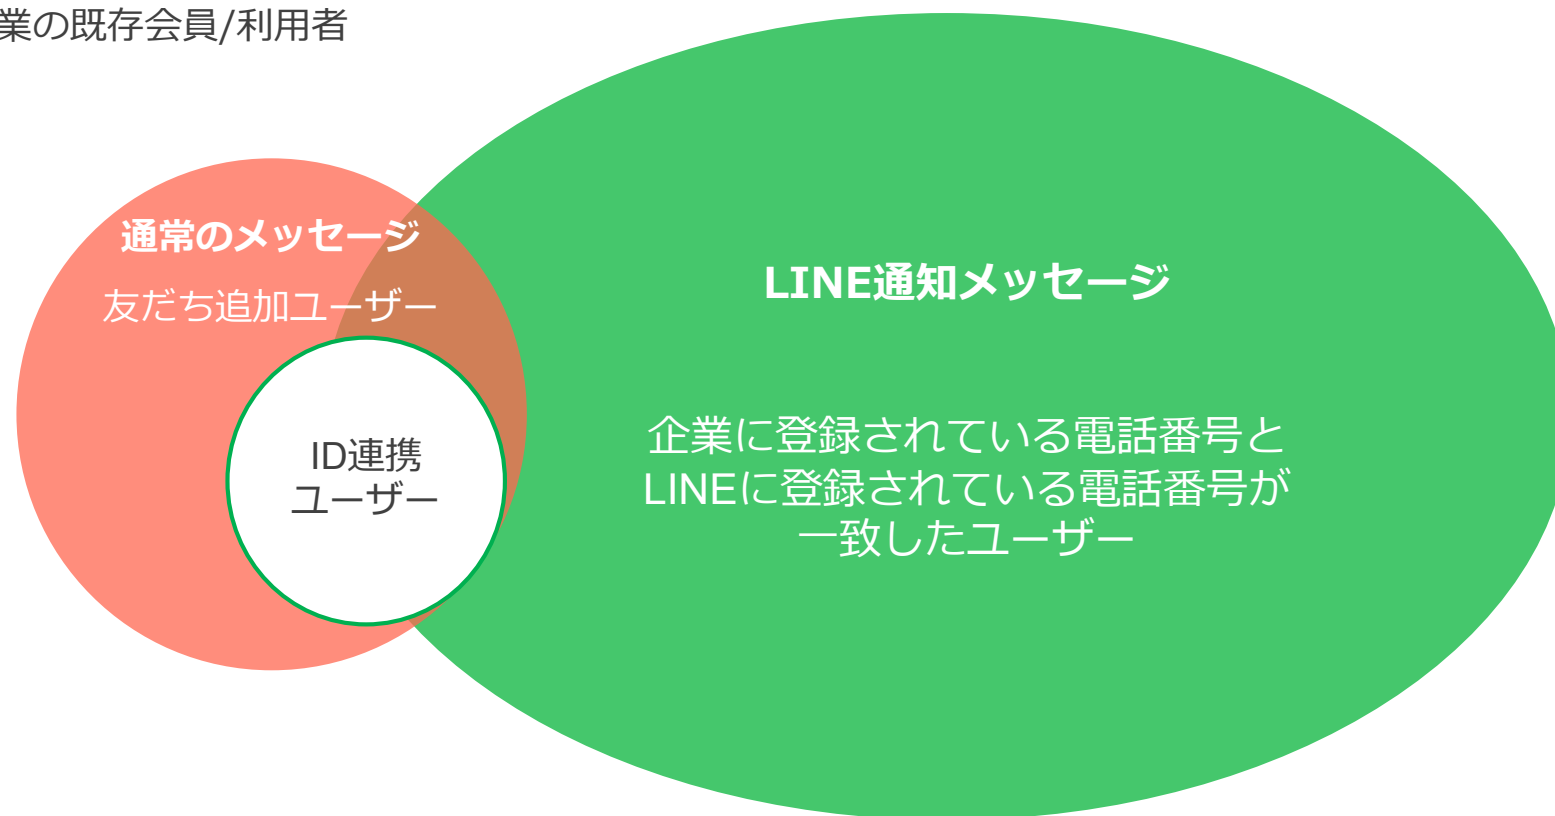 業の既存会員/利用者
通常のメッセージ
友だち追加ユーザー
ID連携
ユーザー
LINE通知メッセージ
企業に登録されている電話番号と
LINEに登録されている電話番号が
一致したユーザー